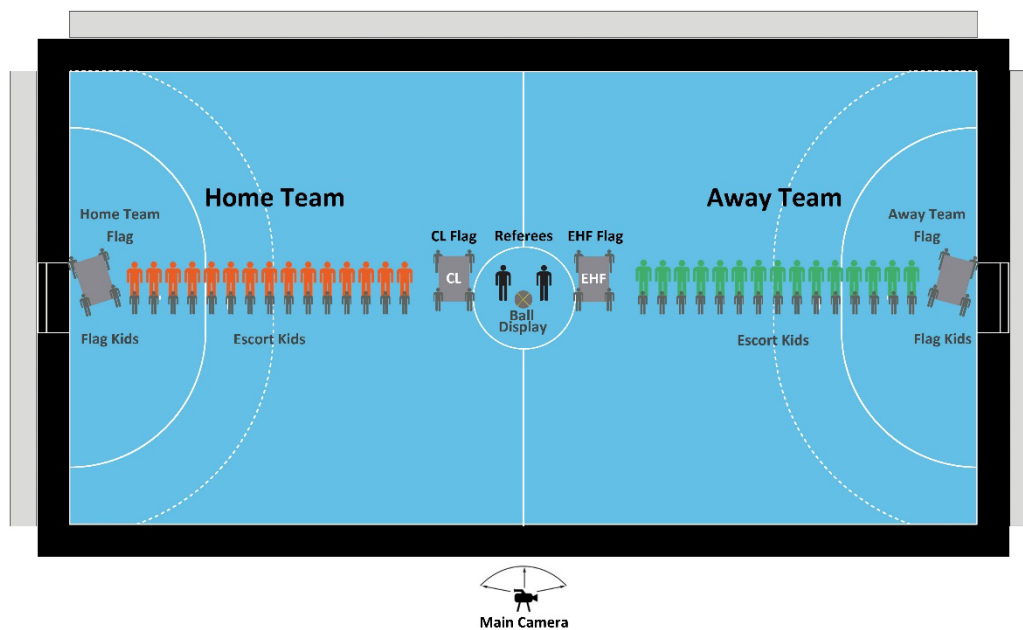 Home Team
Away Team
Home Team
Flag
Away Team
Flag
CL Flag
Referees
EHF Flag
CL
EHF
Ball
Display
Flag Kids
Escort Kids
Escort Kids
Flag Kids
Main Camera